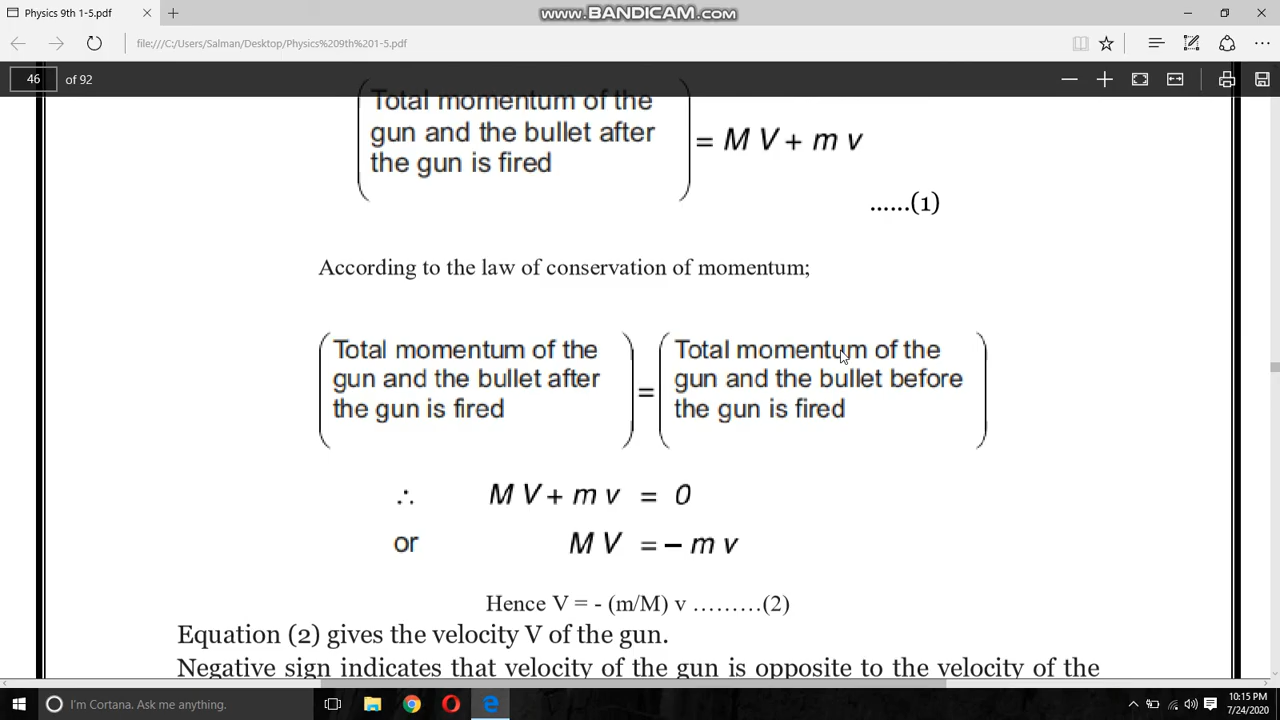 Physics 9th 1-5.pdf
www.BANDICAM.com
file:///C:/Users/Salman/Desktop/Physics%209th%201-5.pdf
46 of 92
Total momentum of the
gun and the bullet after
the gun is fired
= M V + m v
......(1)
According to the law of conservation of momentum;
Total momentum of the
gun and the bullet after
the gun is fired
=
Total momentum of the
gun and the bullet before
the gun is fired
∴ M V + m v = 0
or M V = – m v
Hence V = - (m/M) v ………(2)
Equation (2) gives the velocity V of the gun.
Negative sign indicates that velocity of the gun is opposite to the velocity of the
I'm Cortana. Ask me anything.
10:15 PM
7/24/2020